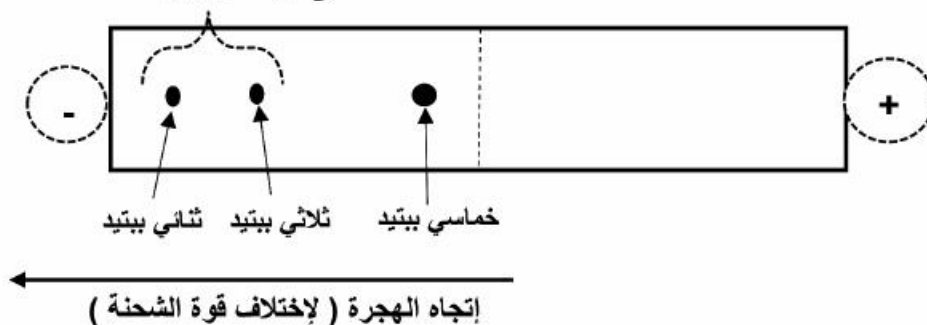 - +
ثنائي ببتيد ثلاثي ببتيد خماسي ببتيد
إتجاه الهجرة ( لإختلاف قوة الشحنة )